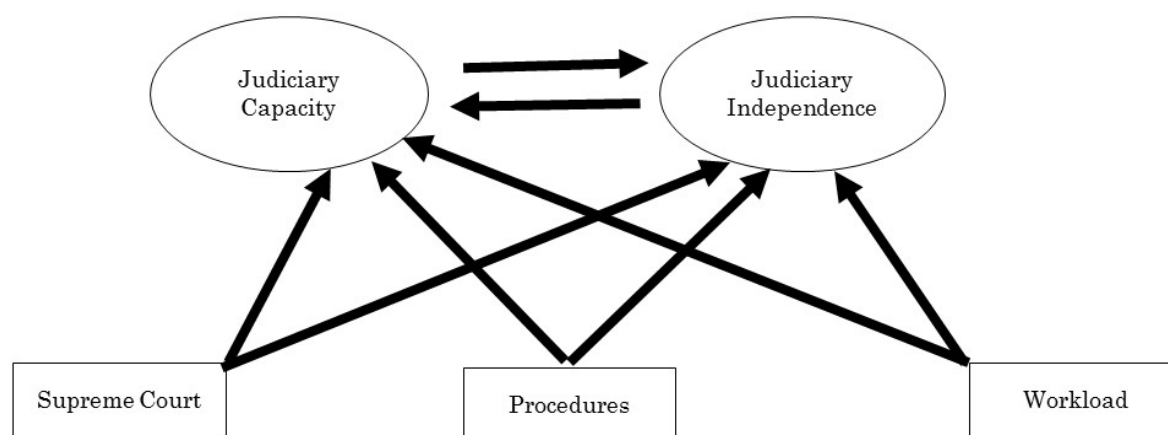 Judiciary
Capacity
Judiciary
Independence
Supreme Court
Procedures
Workload